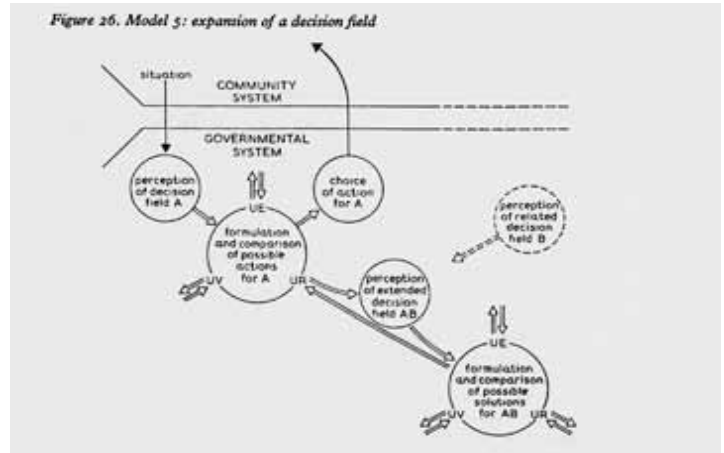 Figure 26. Model 5: expansion of a decision field
situation
COMMUNITY
SYSTEM
GOVERNMENTAL
SYSTEM
perception
of decision
field A
choice
of action
for A
UE
formulation
and comparison
of possible
actions
for A
UV
UR
perception
of related
decision
field B
perception
of extended
decision
field AB
UE
formulation
and comparison
of possible
solutions
for AB
UV
UR